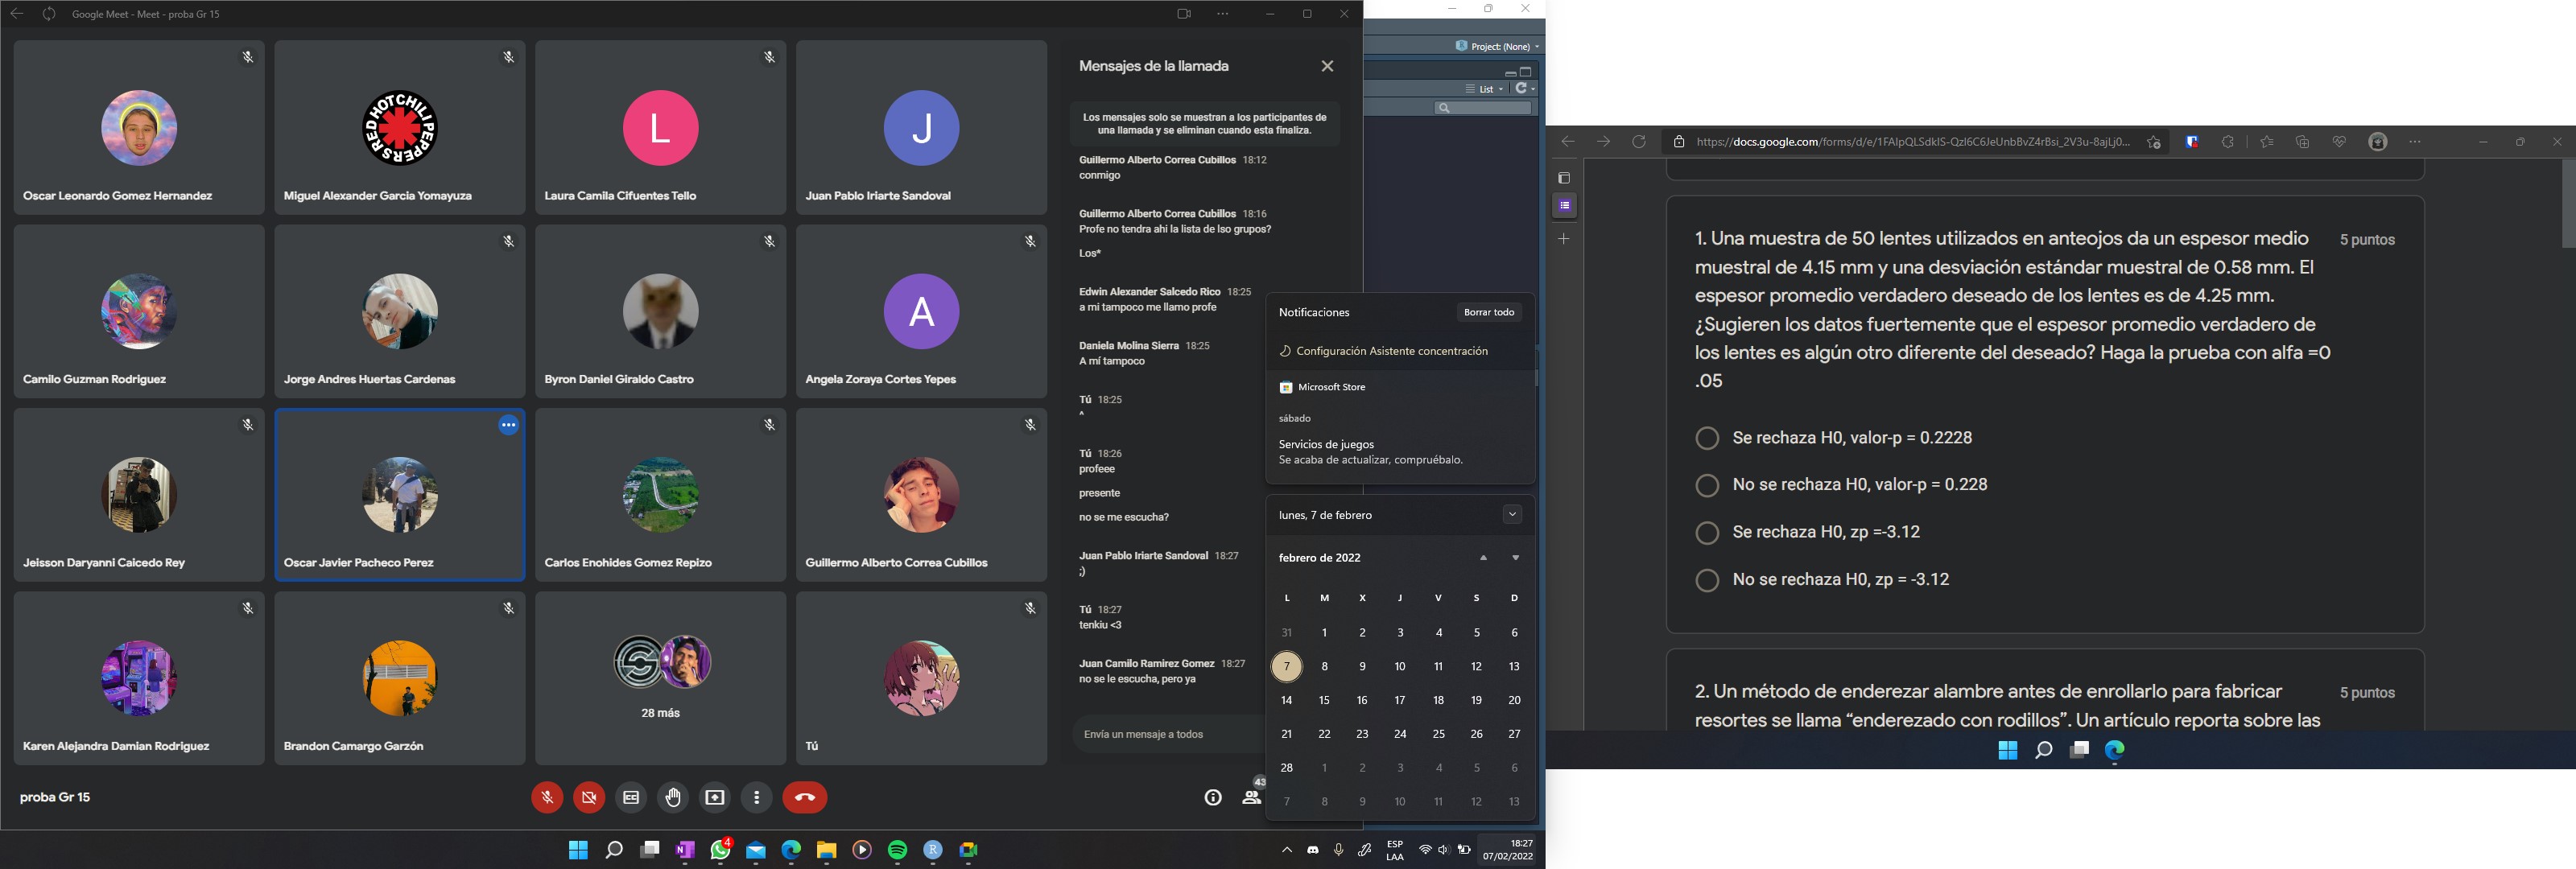 Google Meet - Meet - proba Gr 15
Oscar Leonardo Gomez Hernandez
RED HOT CHILI PEPPERS
Miguel Alexander Garcia Yomayuza
L
Laura Camila Cifuentes Tello
J
Juan Pablo Iriarte Sandoval
Camilo Guzman Rodriguez
Jorge Andres Huertas Cardenas
Byron Daniel Giraldo Castro
A
Angela Zoraya Cortes Yepes
Jeisson Daryanni Caicedo Rey
Oscar Javier Pacheco Perez
Carlos Enohides Gomez Repizo
Guillermo Alberto Correa Cubillos
Karen Alejandra Damian Rodriguez
Brandon Camargo Garzón
28 más
Tú
proba Gr 15
CC
43
Mensajes de la llamada
Los mensajes solo se muestran a los participantes de
una llamada y se eliminan cuando esta finaliza.
Guillermo Alberto Correa Cubillos 18:12
conmigo
Guillermo Alberto Correa Cubillos 18:16
Profe no tendra ahi la lista de lso grupos?
Los*
Edwin Alexander Salcedo Rico 18:25
a mi tampoco me llamo profe
Daniela Molina Sierra 18:25
A mí tampoco
Tú 18:25
^
Tú 18:26
profeee
presente
no se me escucha?
Juan Pablo Iriarte Sandoval 18:27
;)
Tú 18:27
tenkiu <3
Juan Camilo Ramirez Gomez 18:27
no se le escucha, pero ya
Envía un mensaje a todos
Project: (None)
List
Notificaciones
Borrar todo
Configuración Asistente concentración
Microsoft Store
sábado
Servicios de juegos
Se acaba de actualizar, compruébalo.
lunes, 7 de febrero
febrero de 2022
L M X J V S D
31 1 2 3 4 5 6
7 8 9 10 11 12 13
14 15 16 17 18 19 20
21 22 23 24 25 26 27
28 1 2 3 4 5 6
7 8 9 10 11 12 13
4
N
R
ESP
LAA
18:27
07/02/2022
https://docs.google.com/forms/d/e/1FAIpQLSdkIS-QzI6C6JeUnbBvZ4rBsi_2V3u-8ajLj0...
1. Una muestra de 50 lentes utilizados en anteojos da un espesor medio
muestral de 4.15 mm y una desviación estándar muestral de 0.58 mm. El
espesor promedio verdadero deseado de los lentes es de 4.25 mm.
¿Sugieren los datos fuertemente que el espesor promedio verdadero de
los lentes es algún otro diferente del deseado? Haga la prueba con alfa =0
.05
5 puntos
Se rechaza H0, valor-p = 0.2228
No se rechaza H0, valor-p = 0.228
Se rechaza H0, zp =-3.12
No se rechaza H0, zp = -3.12
2. Un método de enderezar alambre antes de enrollarlo para fabricar
resortes se llama “enderezado con rodillos”. Un artículo reporta sobre las
5 puntos